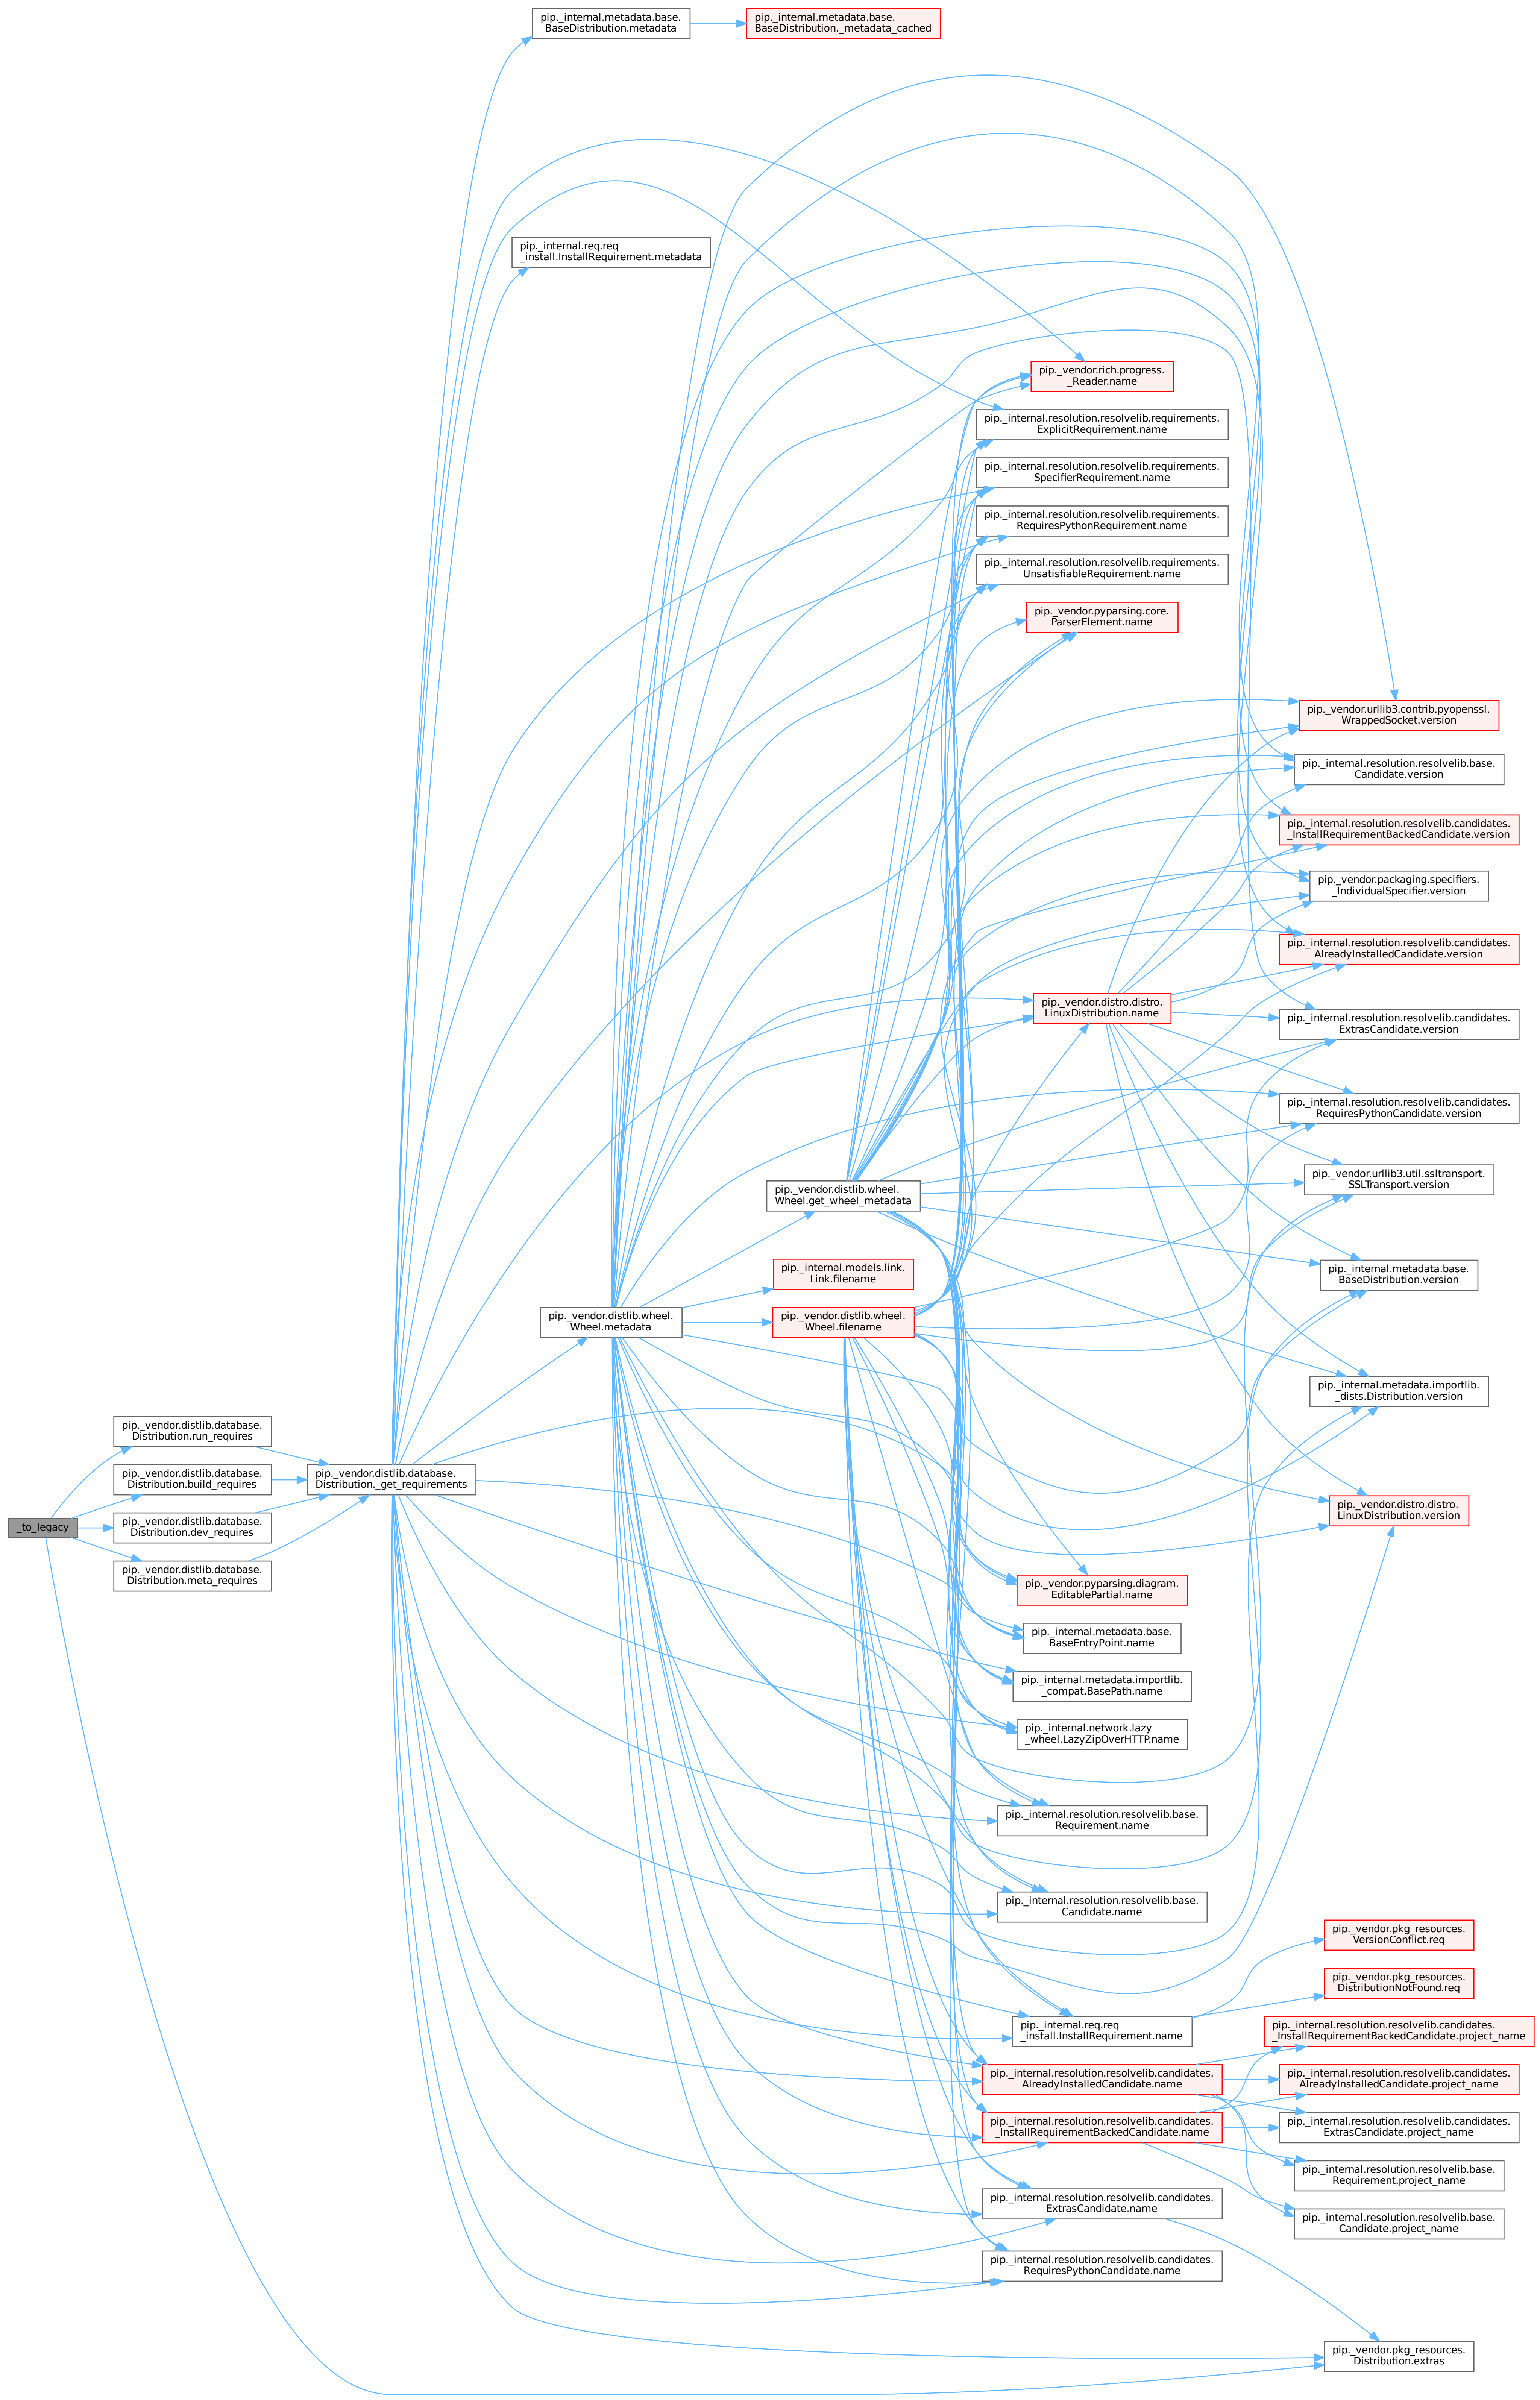 pip._internal.metadata.base.
BaseDistribution.metadata
pip._internal.metadata.base.
BaseDistribution._metadata_cached
pip._internal.req.req
_install.InstallRequirement.metadata
pip._vendor.rich.progress.
_Reader.name
pip._internal.resolution.resolvelib.requirements.
ExplicitRequirement.name
pip._internal.resolution.resolvelib.requirements.
SpecifierRequirement.name
pip._internal.resolution.resolvelib.requirements.
RequiresPythonRequirement.name
pip._internal.resolution.resolvelib.requirements.
UnsatisfiableRequirement.name
pip._vendor.pyparsing.core.
ParserElement.name
pip._vendor.urllib3.contrib.pyopenssl.
WrappedSocket.version
pip._internal.resolution.resolvelib.base.
Candidate.version
pip._internal.resolution.resolvelib.candidates.
_InstallRequirementBackedCandidate.version
pip._vendor.packaging.specifiers.
_IndividualSpecifier.version
pip._internal.resolution.resolvelib.candidates.
AlreadyInstalledCandidate.version
pip._vendor.distro.distro.
LinuxDistribution.name
pip._internal.resolution.resolvelib.candidates.
ExtrasCandidate.version
pip._internal.resolution.resolvelib.candidates.
RequiresPythonCandidate.version
pip._vendor.urllib3.util.ssltransport.
SSLTransport.version
pip._vendor.distlib.wheel.
Wheel.get_wheel_metadata
pip._internal.models.link.
Link.filename
pip._internal.metadata.base.
BaseDistribution.version
pip._vendor.distlib.wheel.
Wheel.metadata
pip._vendor.distlib.wheel.
Wheel.filename
pip._internal.metadata.importlib.
_dists.Distribution.version
pip._vendor.distlib.database.
Distribution.run_requires
pip._vendor.distlib.database.
Distribution.build_requires
pip._vendor.distlib.database.
Distribution._get_requirements
_to_legacy
pip._vendor.distlib.database.
Distribution.dev_requires
pip._vendor.distlib.database.
Distribution.meta_requires
pip._vendor.distro.distro.
LinuxDistribution.version
pip._vendor.pyparsing.diagram.
EditablePartial.name
pip._internal.metadata.base.
BaseEntryPoint.name
pip._internal.metadata.importlib.
_compat.BasePath.name
pip._internal.network.lazy
_wheel.LazyZipOverHTTP.name
pip._internal.resolution.resolvelib.base.
Requirement.name
pip._internal.resolution.resolvelib.base.
Candidate.name
pip._vendor.pkg_resources.
VersionConflict.req
pip._vendor.pkg_resources.
DistributionNotFound.req
pip._internal.req.req
_install.InstallRequirement.name
pip._internal.resolution.resolvelib.candidates.
_InstallRequirementBackedCandidate.project_name
pip._internal.resolution.resolvelib.candidates.
AlreadyInstalledCandidate.name
pip._internal.resolution.resolvelib.candidates.
AlreadyInstalledCandidate.project_name
pip._internal.resolution.resolvelib.candidates.
_InstallRequirementBackedCandidate.name
pip._internal.resolution.resolvelib.candidates.
ExtrasCandidate.project_name
pip._internal.resolution.resolvelib.base.
Requirement.project_name
pip._internal.resolution.resolvelib.candidates.
ExtrasCandidate.name
pip._internal.resolution.resolvelib.base.
Candidate.project_name
pip._internal.resolution.resolvelib.candidates.
RequiresPythonCandidate.name
pip._vendor.pkg_resources.
Distribution.extras